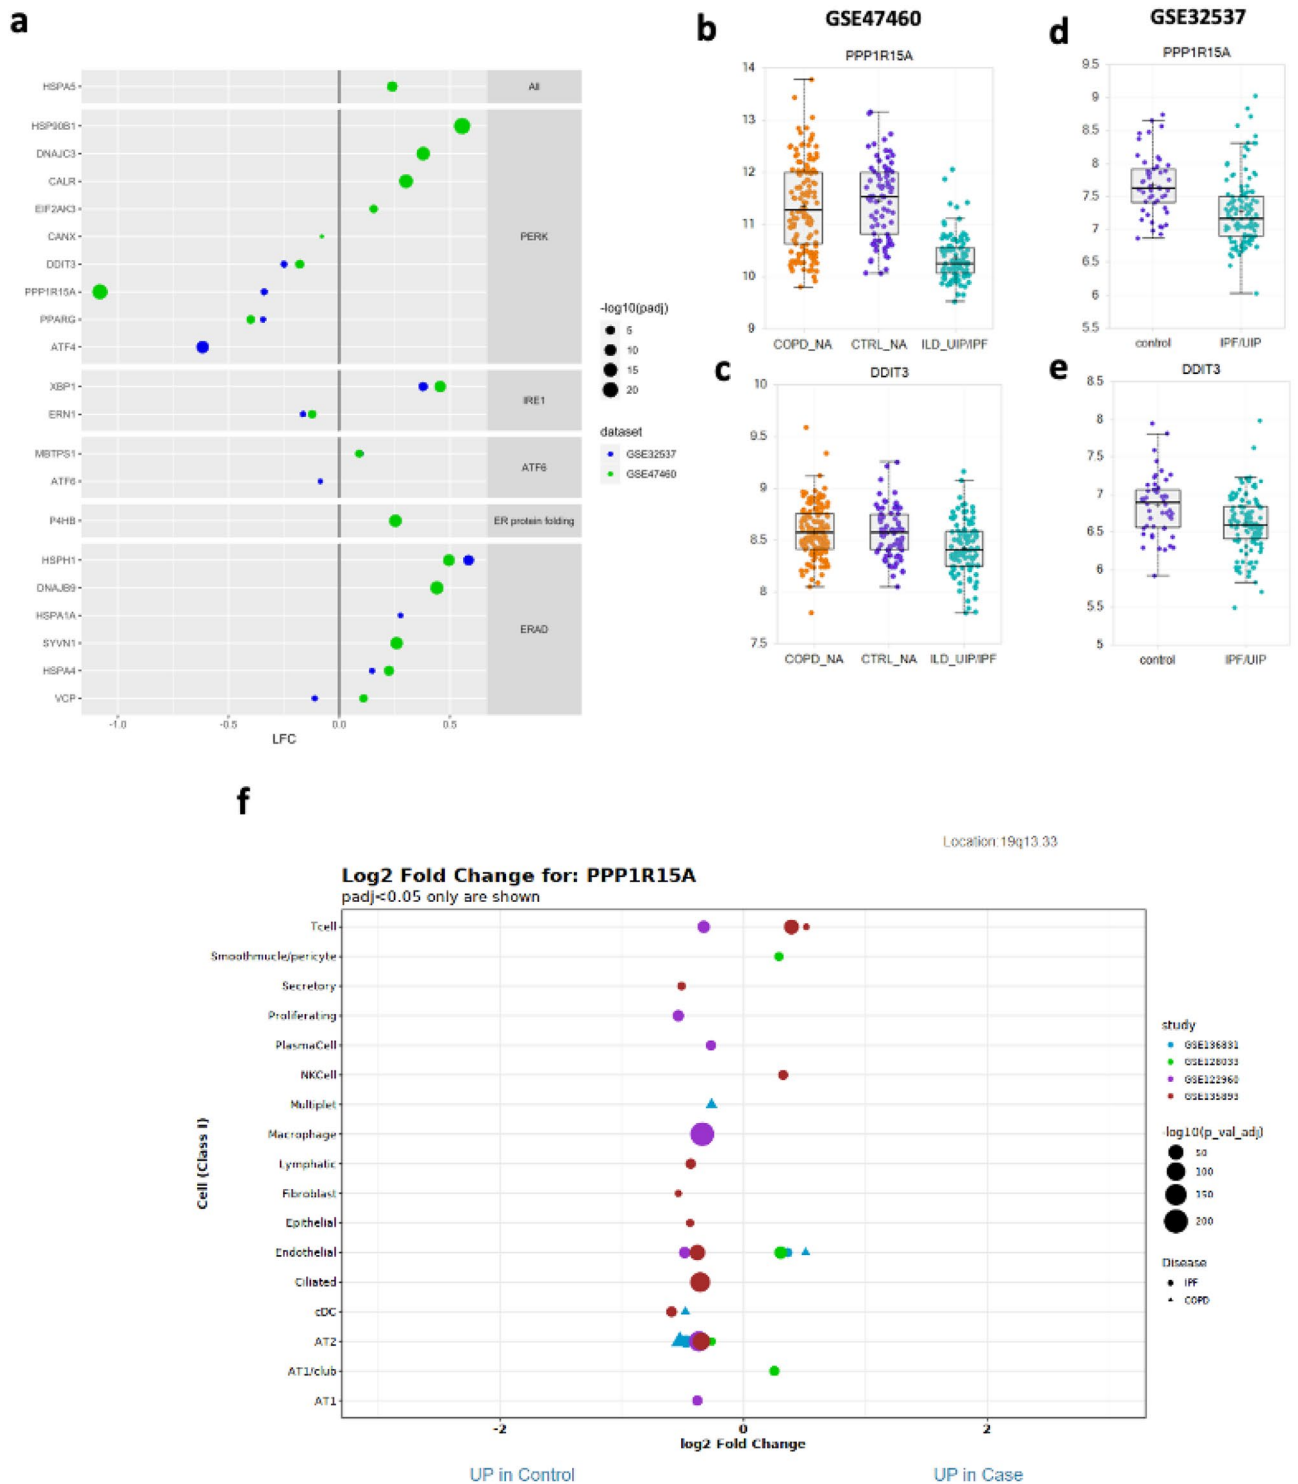 a
HSPA5
All
HSP90B1
DNAJC3
CALR
EIF2AK3
CANX
DDIT3
PPP1R15A
PPARG
ATF4
PERK
XBP1
ERN1
IRE1
MBTPS1
ATF6
ATF6
P4HB
ER protein folding
HSPH1
DNAJB9
HSPA1A
SYVN1
HSPA4
VCP
ERAD
-1.0 -0.5 0.0 0.5
LFC
-log10(padj)
5
10
15
20
dataset
GSE32537
GSE47460
GSE47460
b
PPP1R15A
14
13
12
11
10
9
COPD_NA CTRL_NA ILD_UIP/IPF
c
DDIT3
10
9.5
9
8.5
8
7.5
COPD_NA CTRL_NA ILD_UIP/IPF
GSE32537
d
PPP1R15A
9.5
9
8.5
8
7.5
7
6.5
6
5.5
control IPF/UIP
e
DDIT3
8.5
8
7.5
7
6.5
6
5.5
5
control IPF/UIP
f
Location:19q13.33
Log2 Fold Change for: PPP1R15A
padj<0.05 only are shown
Cell (Class I)
Tcell
Smoothmucle/pericyte
Secretory
Proliferating
PlasmaCell
NKCell
Multiplet
Macrophage
Lymphatic
Fibroblast
Epithelial
Endothelial
Ciliated
cDC
AT2
AT1/club
AT1
-2 0 2
log2 Fold Change
UP in Control UP in Case
study
GSE136831
GSE128033
GSE122960
GSE135893
-log10(p_val_adj)
50
100
150
200
Disease
IPF
COPD